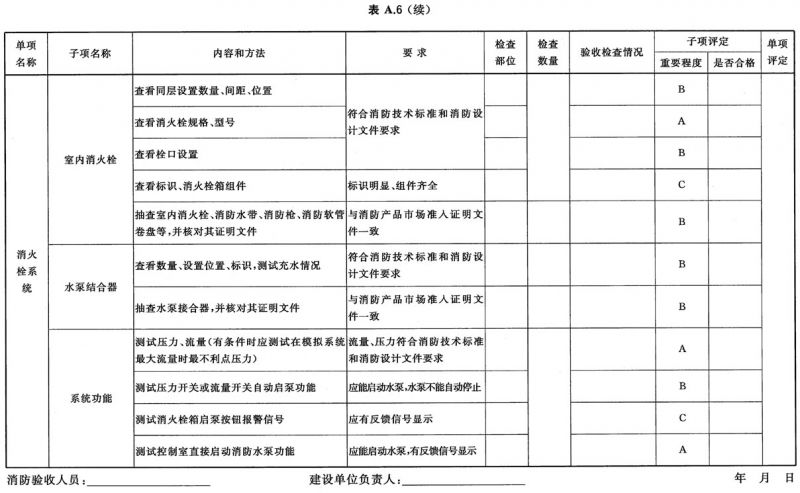 表 A.6（续）
单项名称 子项名称 内容和方法 要求 检查部位 检查数量 验收检查情况 子项评定 单项评定
重要程度 是否合格
消火栓系统
室内消火栓
查看同层设置数量、间距、位置 符合消防技术标准和消防设计文件要求 B
查看消火栓规格、型号 A
查看栓口设置 B
查看标识、消火栓箱组件 标识明显、组件齐全 C
抽查室内消火栓、消防水带、消防枪、消防软管卷盘等，并核对其证明文件 与消防产品市场准入证明文件一致 B
水泵结合器
查看数量、设置位置、标识，测试充水情况 符合消防技术标准和消防设计文件要求 B
抽查水泵接合器，并核对其证明文件 与消防产品市场准入证明文件一致 B
系统功能
测试压力、流量（有条件时应测试在模拟系统最大流量时最不利点压力） 流量、压力符合消防技术标准和消防设计文件要求 A
测试压力开关或流量开关自动启泵功能 应能启动水泵，水泵不能自动停止 B
测试消火栓箱启泵按钮报警信号 应有反馈信号显示 C
测试控制室直接启动消防水泵功能 应能启动水泵，有反馈信号显示 A
消防验收人员： 建设单位负责人： 年 月 日